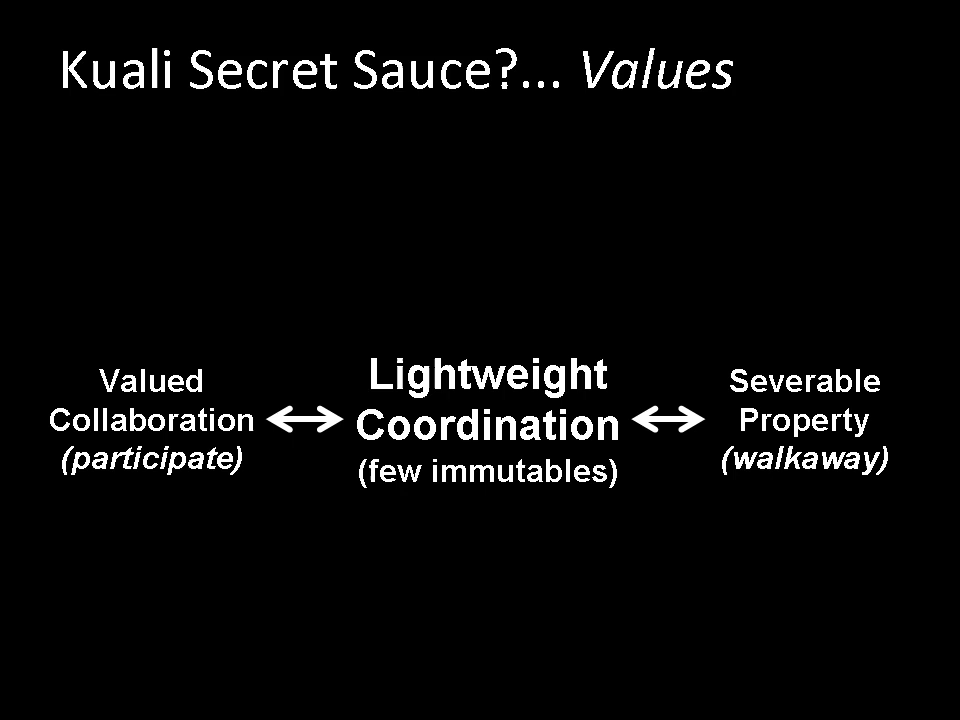 Kuali Secret Sauce?... Values
Valued
Collaboration
(participate)
Lightweight
Coordination
(few immutables)
Severable
Property
(walkaway)